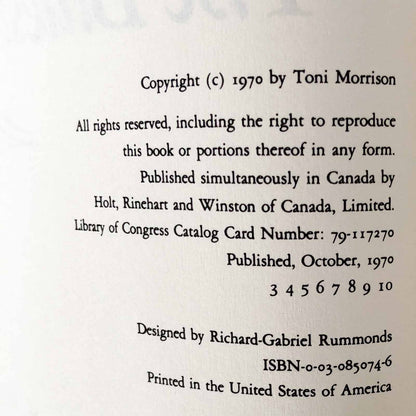 Copyright (c) 1970 by Toni Morrison
All rights reserved, including the right to reproduce
this book or portions thereof in any form.
Published simultaneously in Canada by
Holt, Rinehart and Winston of Canada, Limited.
Library of Congress Catalog Card Number: 79-117270
Published, October, 1970
3 4 5 6 7 8 9 10
Designed by Richard-Gabriel Rummonds
ISBN-0-03-085074-6
Printed in the United States of America